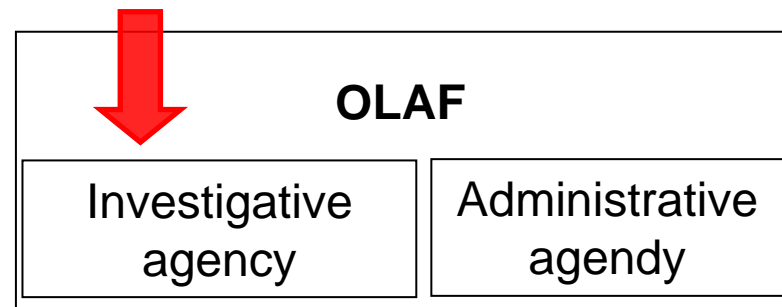 OLAF
Investigative
agency
Administrative
agendy